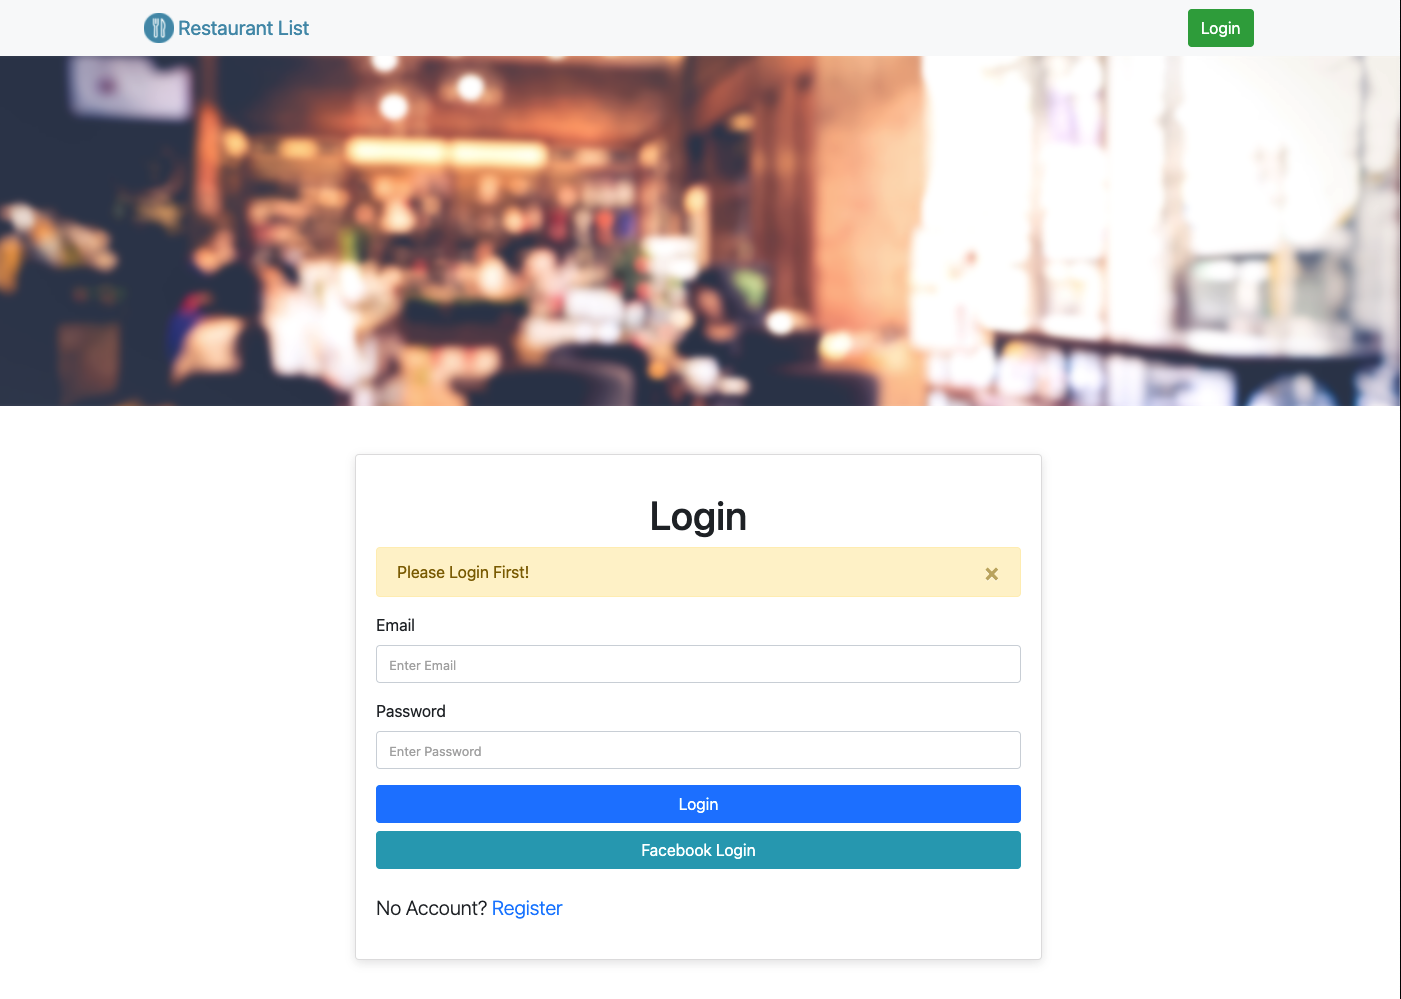 Restaurant List
Login
Login
Please Login First!
×
Email
Enter Email
Password
Enter Password
Login
Facebook Login
No Account? Register